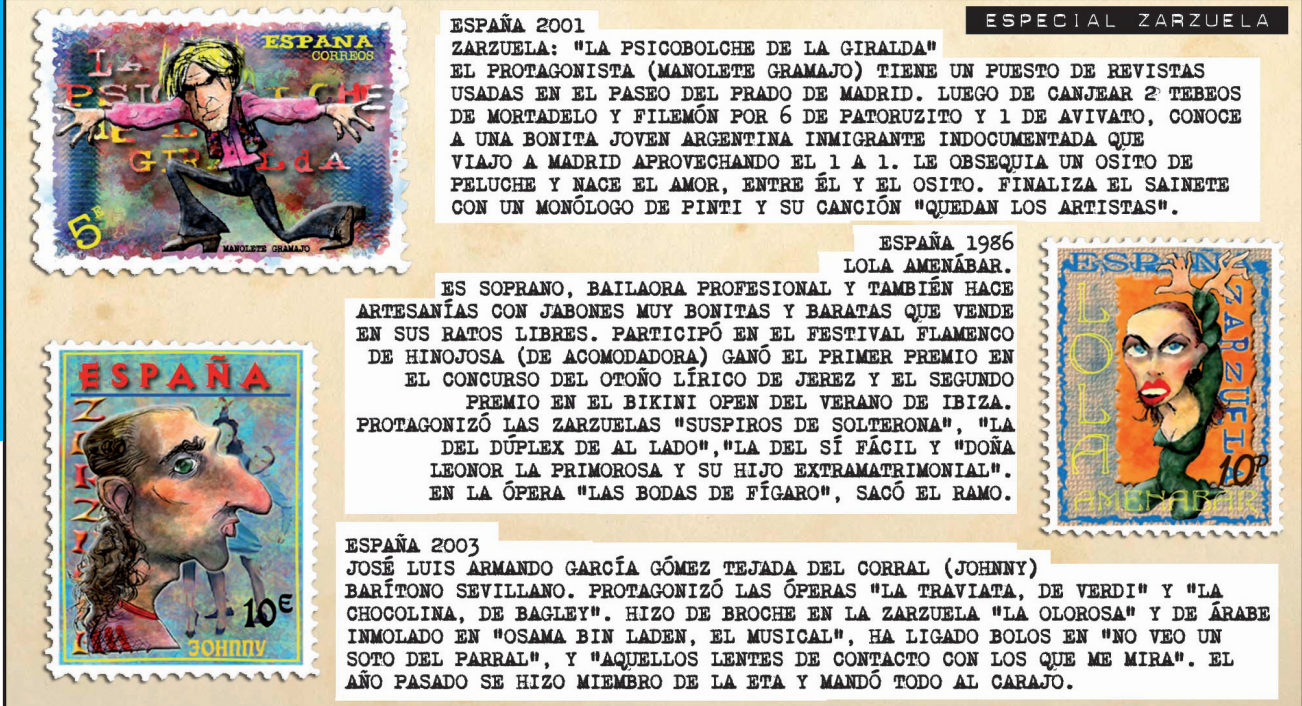 ESPECIAL ZARZUELA
LA
PSICOBOLCHE
DE LA
GIRALdA
ESPAÑA
CORREOS
5
MANOLETE GRAMAJO
ESPAÑA 2001
ZARZUELA: "LA PSICOBOLCHE DE LA GIRALDA"
EL PROTAGONISTA (MANOLETE GRAMAJO) TIENE UN PUESTO DE REVISTAS
USADAS EN EL PASEO DEL PRADO DE MADRID. LUEGO DE CANJEAR 2 TEBEOS
DE MORTADELO Y FILEMÓN POR 6 DE PATORUZITO Y 1 DE AVIVATO, CONOCE
A UNA BONITA JOVEN ARGENTINA INMIGRANTE INDOCUMENTADA QUE
VIAJO A MADRID APROVECHANDO EL 1 A 1. LE OBSEQUIA UN OSITO DE
PELUCHE Y NACE EL AMOR, ENTRE ÉL Y EL OSITO. FINALIZA EL SAINETE
CON UN MONÓLOGO DE PINTI Y SU CANCIÓN "QUEDAN LOS ARTISTAS".
ESPAÑA 1986
LOLA AMENÁBAR.
ES SOPRANO, BAILAORA PROFESIONAL Y TAMBIÉN HACE
ARTESANÍAS CON JABONES MUY BONITAS Y BARATAS QUE VENDE
EN SUS RATOS LIBRES. PARTICIPÓ EN EL FESTIVAL FLAMENCO
DE HINOJOSA (DE ACOMODADORA) GANÓ EL PRIMER PREMIO EN
EL CONCURSO DEL OTOÑO LÍRICO DE JEREZ Y EL SEGUNDO
PREMIO EN EL BIKINI OPEN DEL VERANO DE IBIZA.
PROTAGONIZÓ LAS ZARZUELAS "SUSPIROS DE SOLTERONA", "LA
DEL DÚPLEX DE AL LADO","LA DEL SÍ FÁCIL Y "DOÑA
LEONOR LA PRIMOROSA Y SU HIJO EXTRAMATRIMONIAL".
EN LA ÓPERA "LAS BODAS DE FÍGARO", SACÓ EL RAMO.
ESPAÑA
ZARZUEL
LOLA
10P
AMENABAR
ESPAÑA
10€
JOHNNY
ESPAÑA 2003
JOSÉ LUIS ARMANDO GARCÍA GÓMEZ TEJADA DEL CORRAL (JOHNNY)
BARÍTONO SEVILLANO. PROTAGONIZÓ LAS ÓPERAS "LA TRAVIATA, DE VERDI" Y "LA
CHOCOLINA, DE BAGLEY". HIZO DE BROCHE EN LA ZARZUELA "LA OLOROSA" Y DE ÁRABE
INMOLADO EN "OSAMA BIN LADEN, EL MUSICAL", HA LIGADO BOLOS EN "NO VEO UN
SOTO DEL PARRAL", Y "AQUELLOS LENTES DE CONTACTO CON LOS QUE ME MIRA". EL
AÑO PASADO SE HIZO MIEMBRO DE LA ETA Y MANDÓ TODO AL CARAJO.